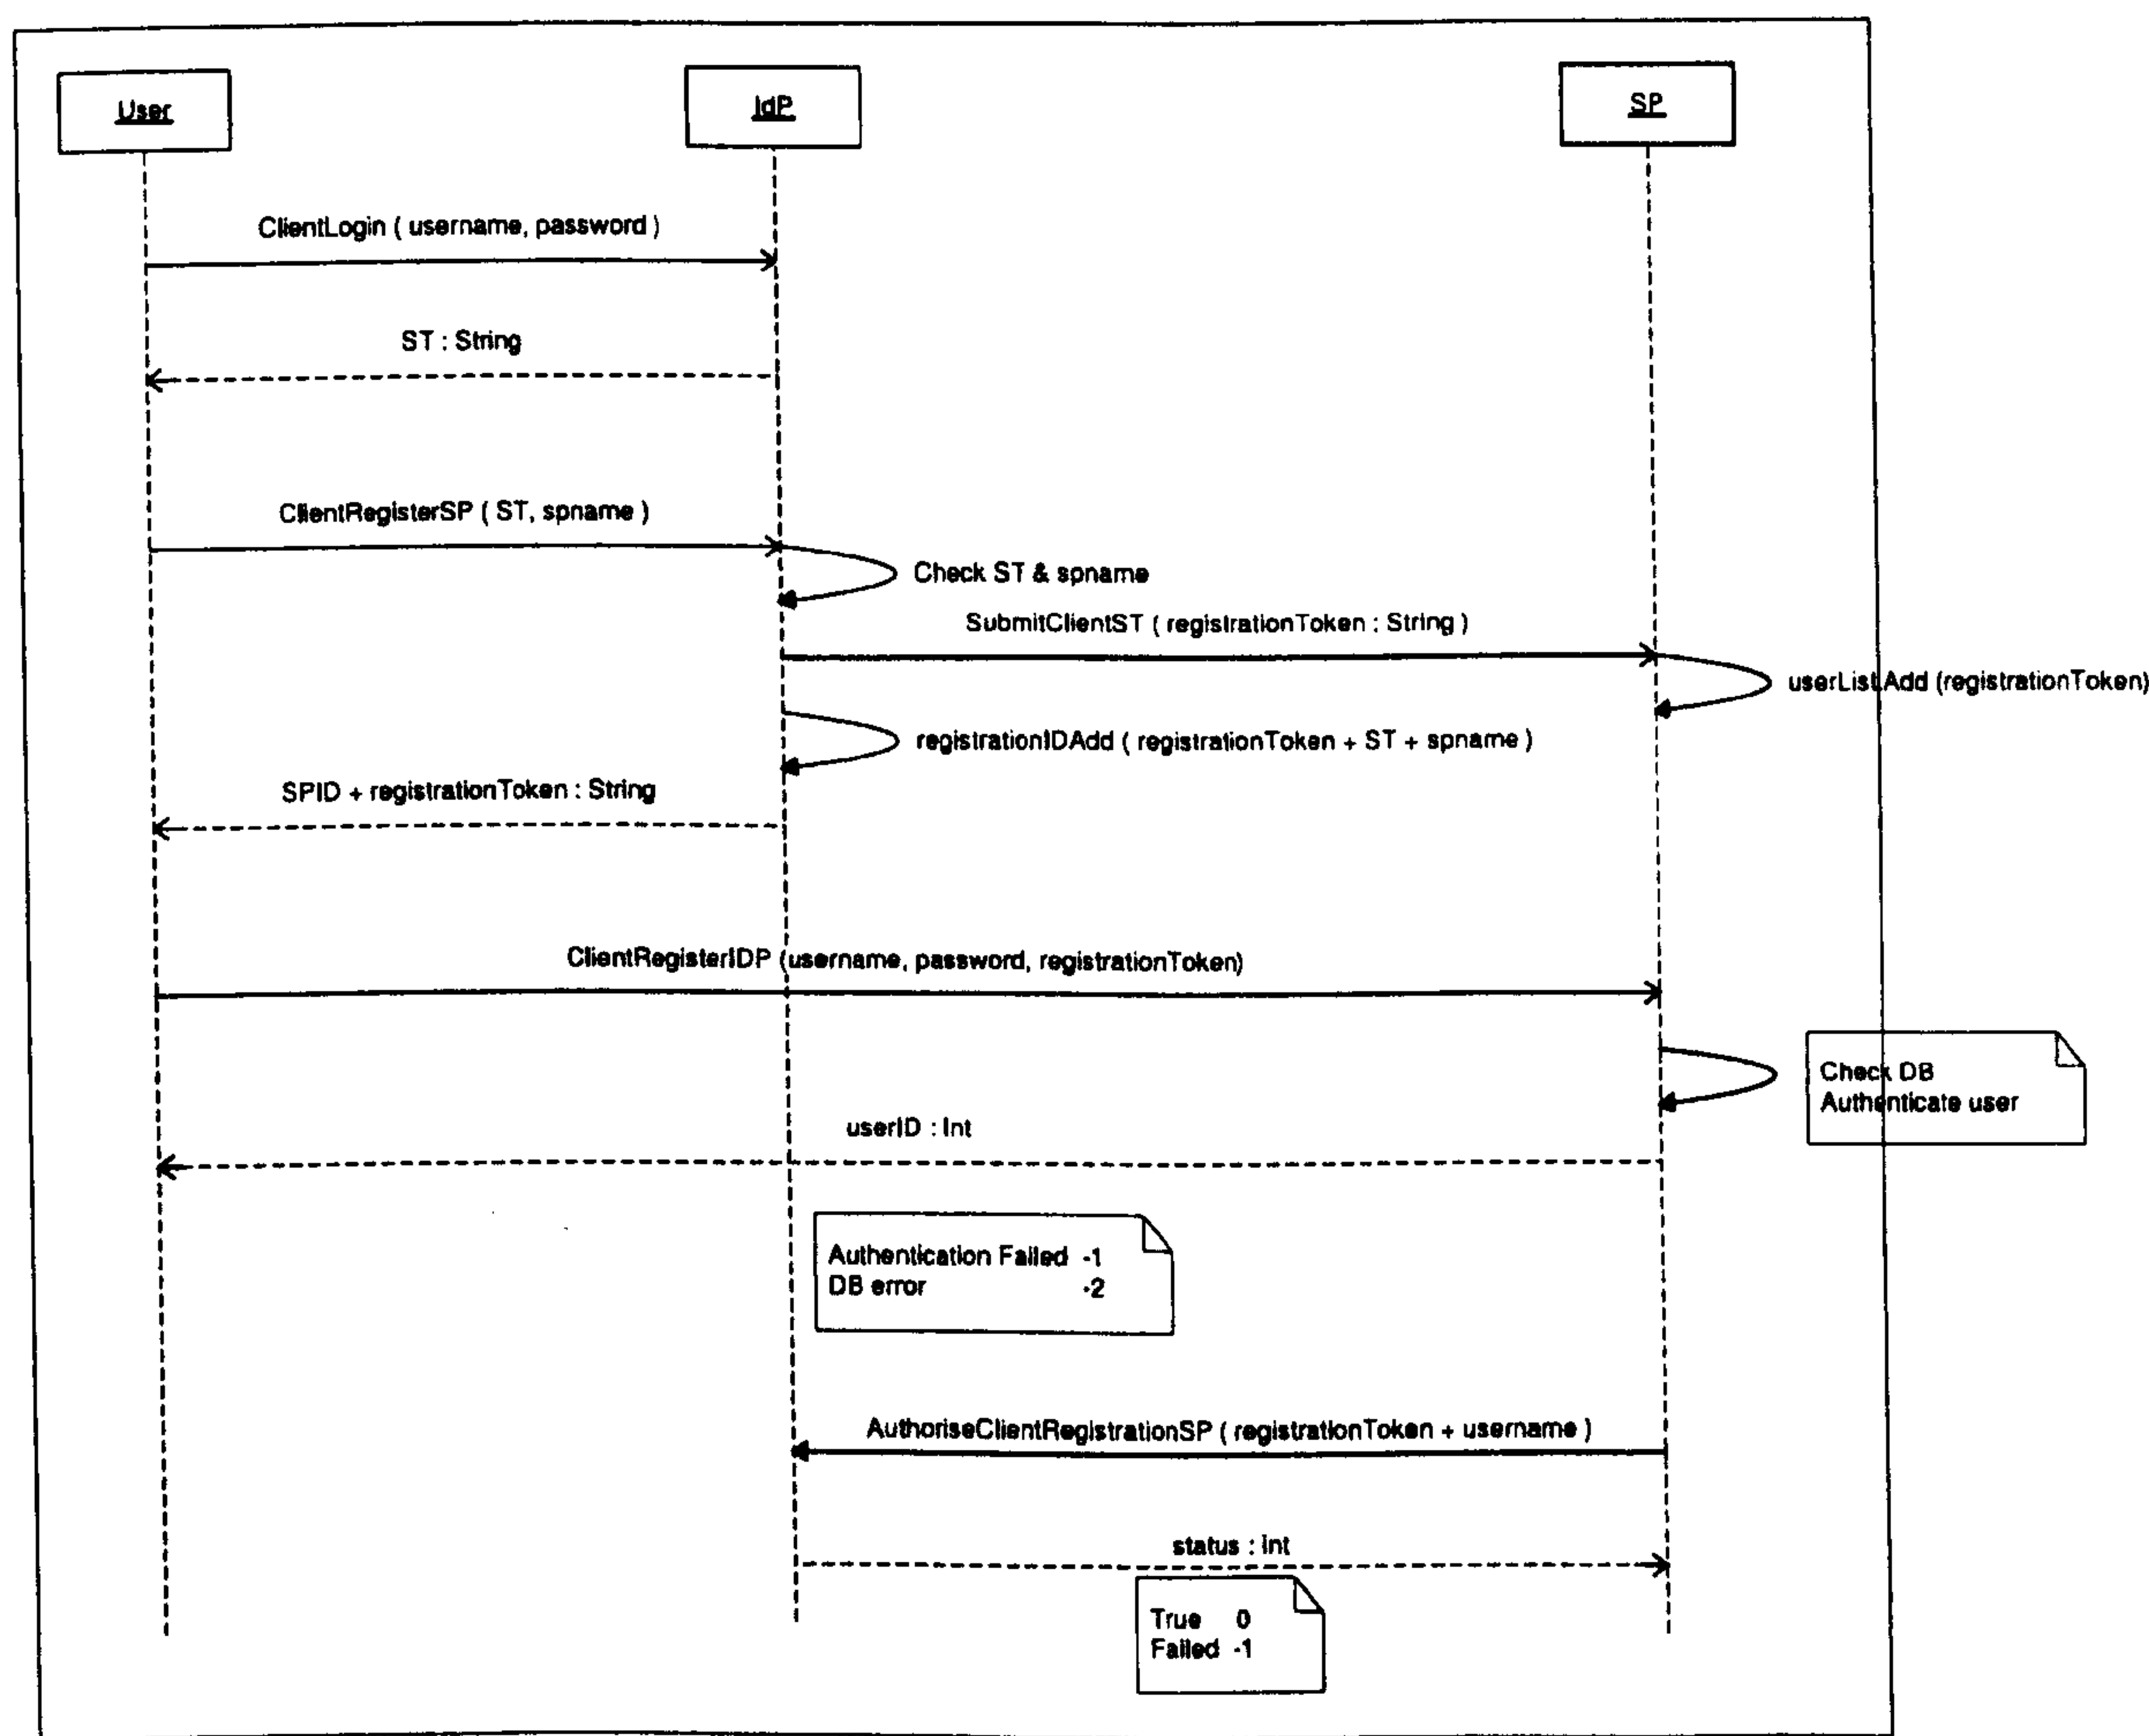 User
IdP
SP
ClientLogin ( username, password )
ST : String
ClientRegisterSP ( ST, spname )
Check ST & spname
SubmitClientST ( registrationToken : String )
userListAdd (registrationToken)
registrationIDAdd ( registrationToken + ST + spname )
SPID + registrationToken : String
ClientRegisterIDP (username, password, registrationToken)
Check DB
Authenticate user
userID : Int
Authentication Failed -1
DB error -2
AuthoriseClientRegistrationSP ( registrationToken + username )
status : Int
True 0
Failed -1